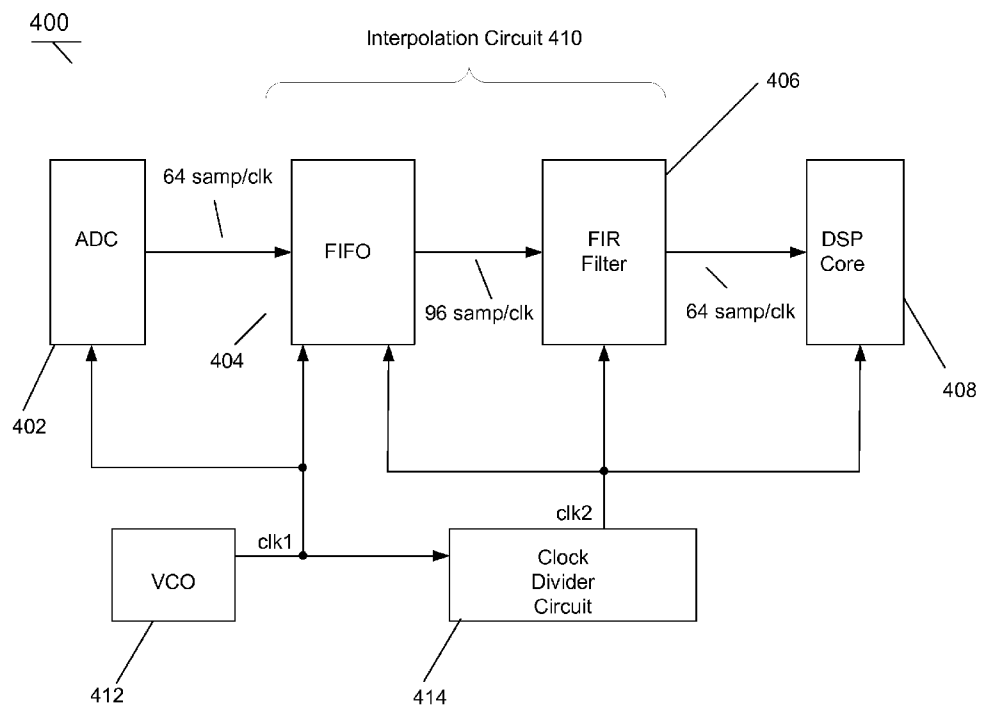 400
Interpolation Circuit 410
406
64 samp/clk
ADC
FIFO
FIR
Filter
DSP
Core
96 samp/clk
64 samp/clk
404
402
408
clk1
clk2
VCO
Clock
Divider
Circuit
412
414